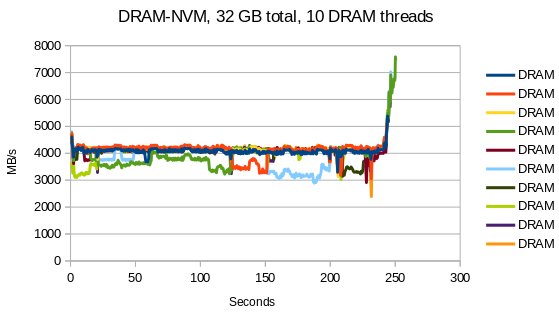 DRAM-NVM, 32 GB total, 10 DRAM threads
8000
7000
6000
5000
4000
3000
2000
1000
0
MB/s
0 50 100 150 200 250 300
Seconds
DRAM
DRAM
DRAM
DRAM
DRAM
DRAM
DRAM
DRAM
DRAM
DRAM